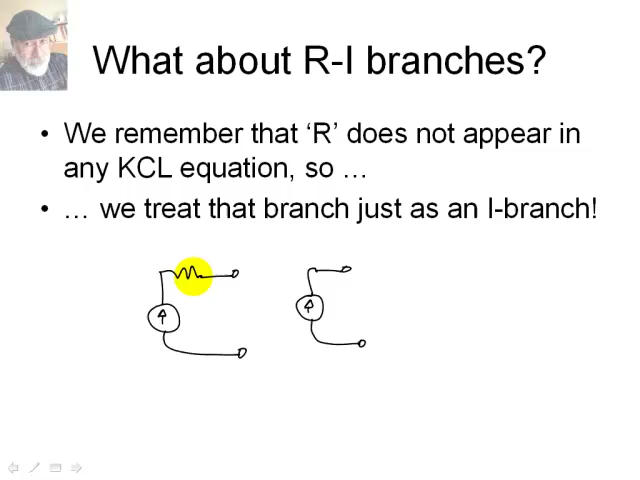 What about R-I branches?
• We remember that ‘R’ does not appear in
any KCL equation, so …
• … we treat that branch just as an I-branch!